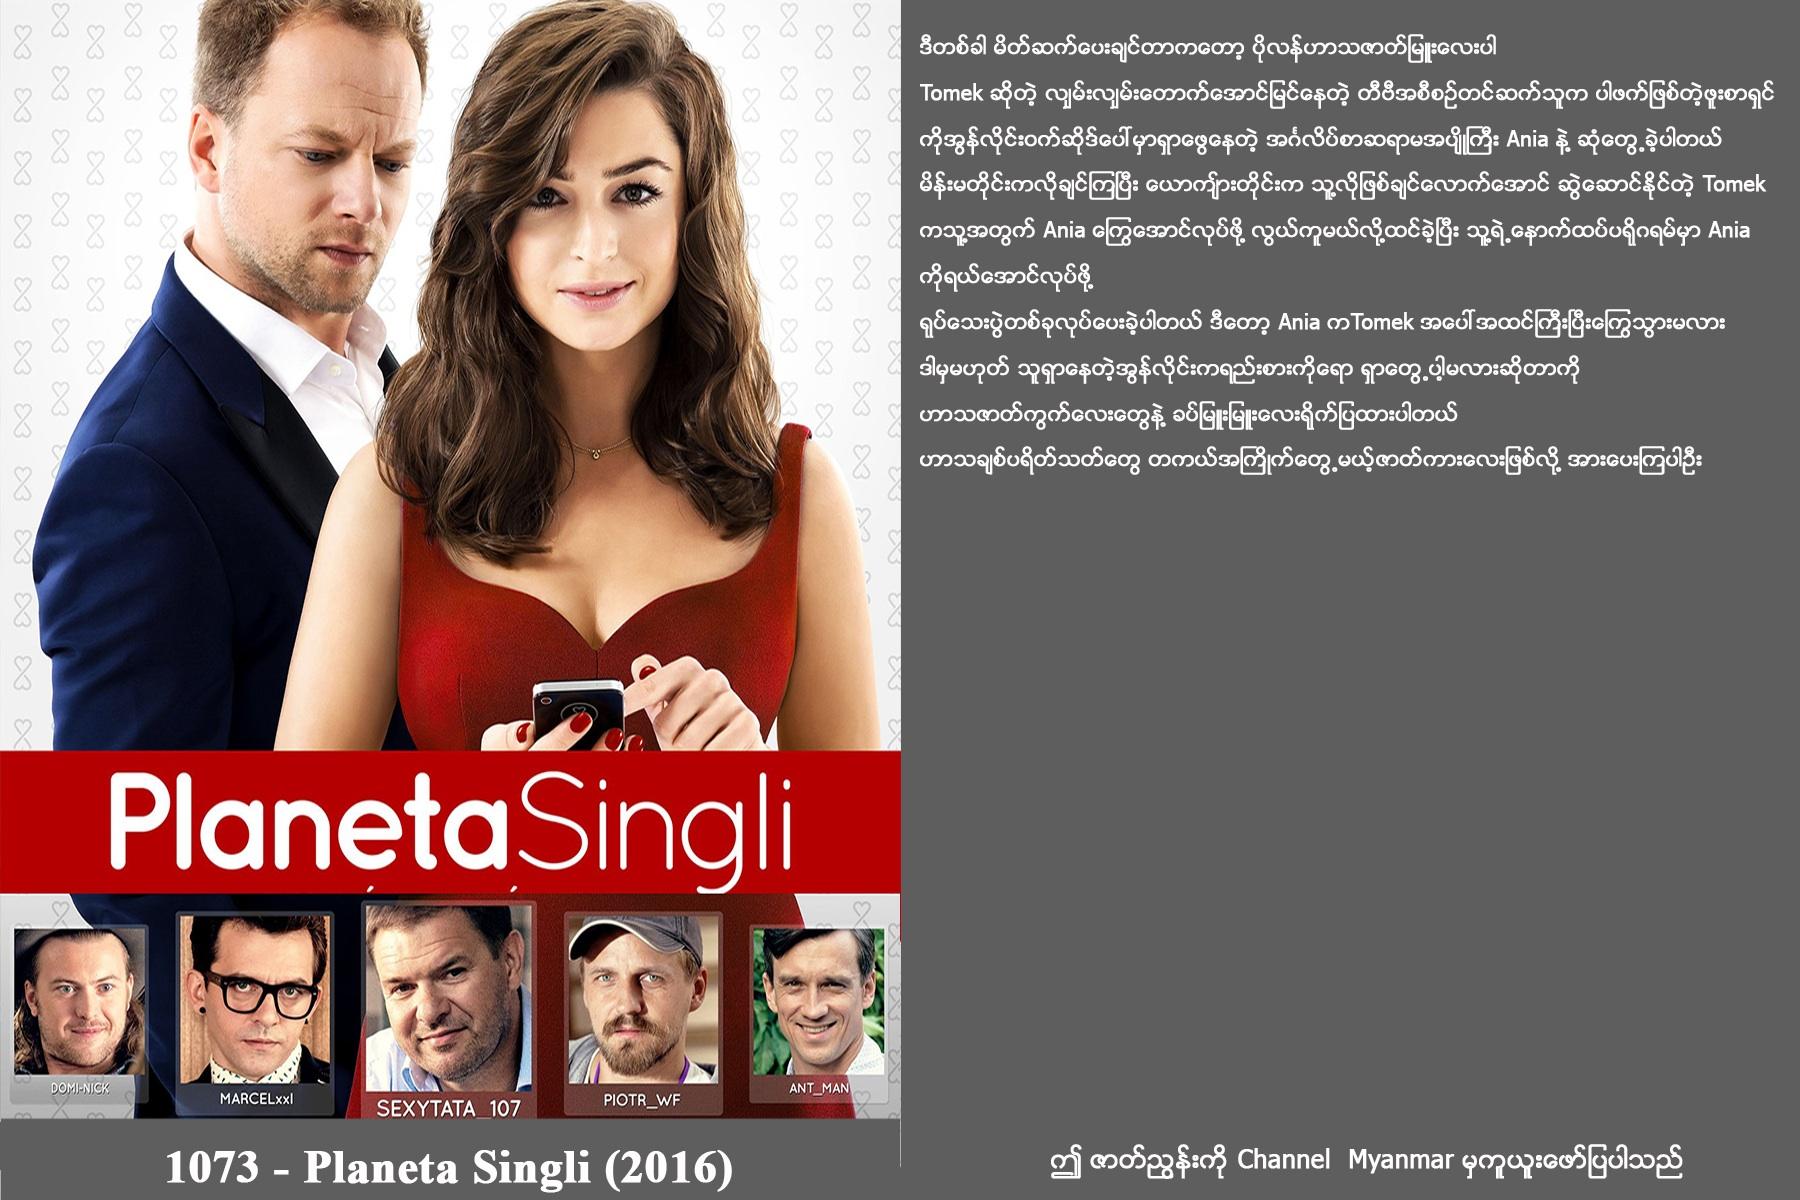 ဒီတစ်ခါ မိတ်ဆက်ပေးချင်တာကတော့ ပိုလန်ဟာသဇာတ်မြူးလေးပါ
Tomek ဆိုတဲ့ လျှမ်းလျှမ်းတောက်အောင်မြင်နေတဲ့ တီဗီအစီစဉ်တင်ဆက်သူက ပါဖက်ဖြစ်တဲ့ဖူးစာရှင်
ကိုအွန်လိုင်းဝက်ဆိုဒ်ပေါ်မှာရှာဖွေနေတဲ့ အင်္ဂလိပ်စာဆရာမအပျိုကြီး Ania နဲ့ ဆုံတွေ့ခဲ့ပါတယ်
မိန်းမတိုင်းကလိုချင်ကြပြီး ယောကျ်ားတိုင်းက သူ့လိုဖြစ်ချင်လောက်အောင် ဆွဲဆောင်နိုင်တဲ့ Tomek
ကသူ့အတွက် Ania ကြွေအောင်လုပ်ဖို့ လွယ်ကူမယ်လို့ထင်ခဲ့ပြီး သူ့ရဲ့နောက်ထပ်ပရိုဂရမ်မှာ Ania
ကိုရယ်အောင်လုပ်ဖို့
ရုပ်သေးပွဲတစ်ခုလုပ်ပေးခဲ့ပါတယ် ဒီတော့ Ania ကTomek အပေါ်အထင်ကြီးပြီးကြွေသွားမလား
ဒါမှမဟုတ် သူရှာနေတဲ့အွန်လိုင်းကရည်းစားကိုရော ရှာတွေ့ပါ့မလားဆိုတာကို
ဟာသဇာတ်ကွက်လေးတွေနဲ့ ခပ်မြူးမြူးလေးရိုက်ပြထားပါတယ်
ဟာသချစ်ပရိတ်သတ်တွေ တကယ်အကြိုက်တွေ့မယ့်ဇာတ်ကားလေးဖြစ်လို့ အားပေးကြပါဦး
PlanetaSingli
DOMI-NICK
MARCELxxl
SEXYTATA_107
PIOTR_WF
ANT_MAN
1073 - Planeta Singli (2016)
ဤ ဇာတ်ညွှန်းကို Channel Myanmar မှကူယူးဖော်ပြပါသည်